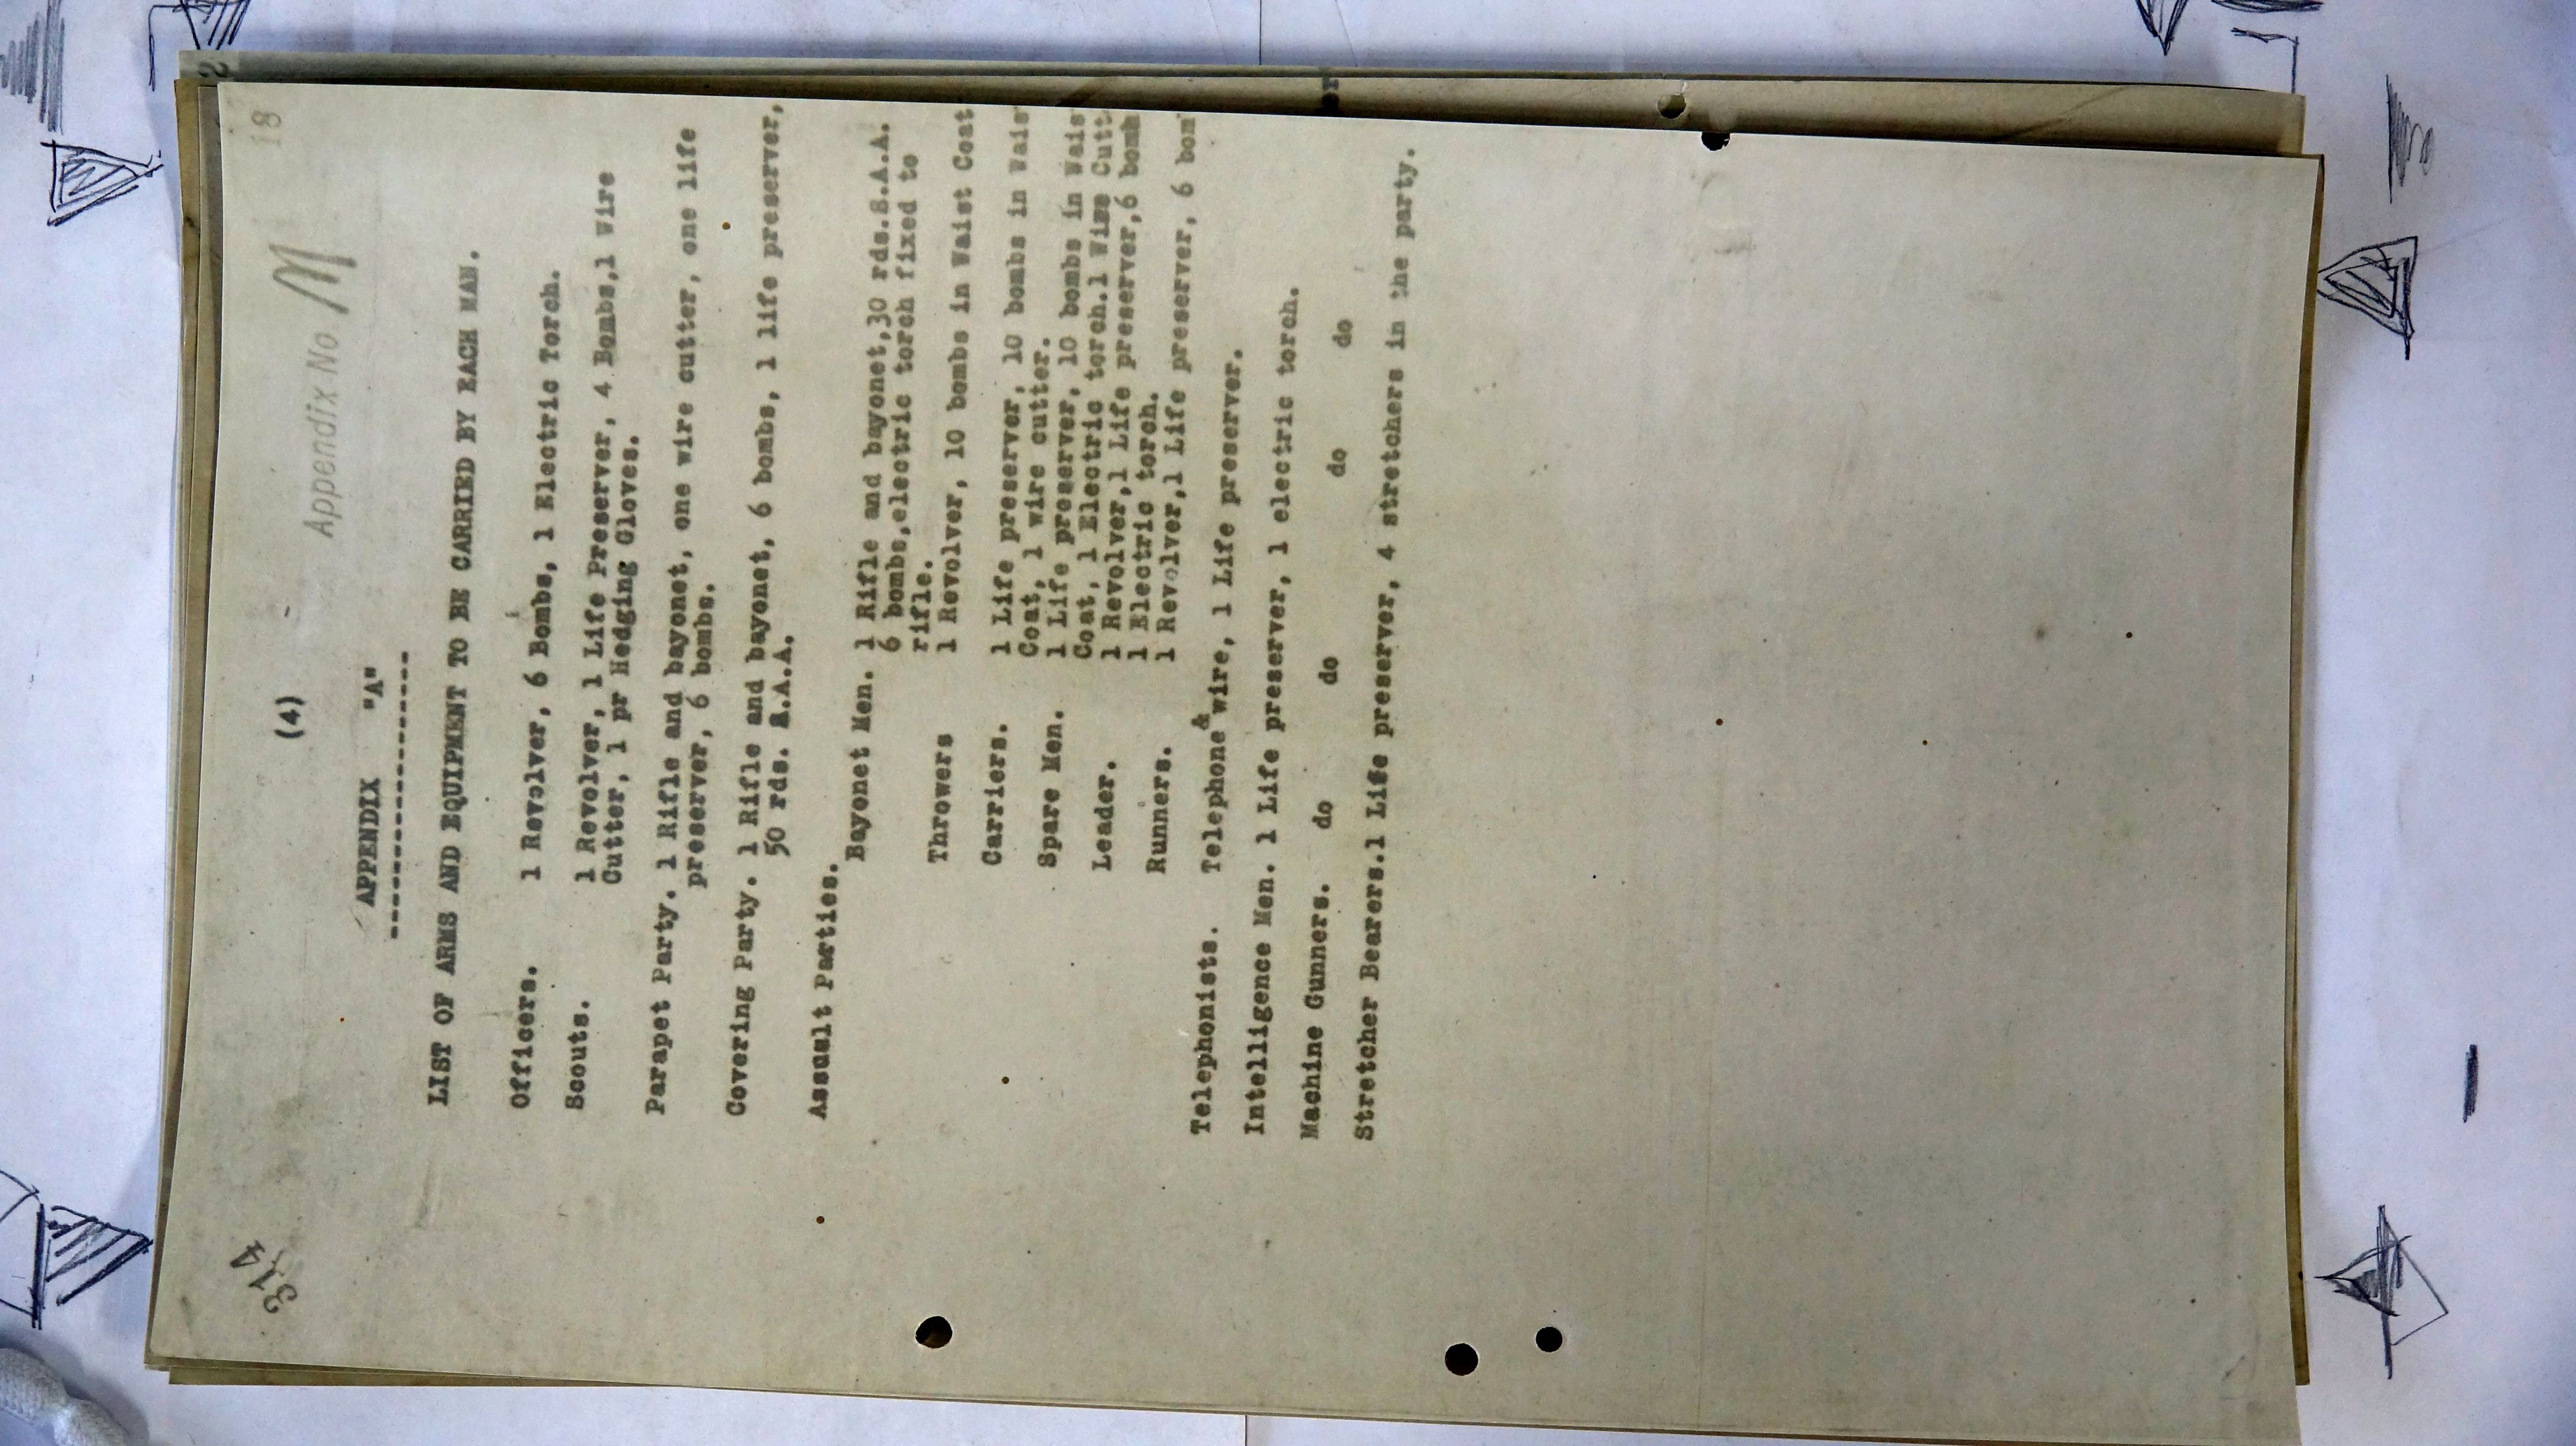 314
18
(4)
Appendix No M
APPENDIX "A"
--------------------
LIST OF ARMS AND EQUIPMENT TO BE CARRIED BY EACH MAN.
Officers. 1 Revolver, 6 Bombs, 1 Electric Torch.
Scouts. 1 Revolver, 1 Life Preserver, 4 Bombs,1 Wire
Cutter, 1 pr Hedging Gloves.
Parapet Party. 1 Rifle and bayonet, one wire cutter, one life
preserver, 6 bombs.
Covering Party. 1 Rifle and bayonet, 6 bombs, 1 life preserver,
50 rds. S.A.A.
Assault Parties.
Bayonet Men. 1 Rifle and bayonet,30 rds.S.A.A.
6 bombs,electric torch fixed to
rifle.
Throwers 1 Revolver, 10 bombs in Waist Coat
Carriers. 1 Life preserver, 10 bombs in Wais
Coat, 1 wire cutter.
Spare Men. 1 Life preserver, 10 bombs in Wais
Coat, 1 Electric torch.1 Wire Cutt
Leader. 1 Revolver,1 Life preserver,6 bomb
1 Electric torch.
Runners. 1 Revolver,1 Life preserver, 6 bom
Telephonists. Telephone & wire, 1 Life preserver.
Intelligence Men. 1 Life preserver, 1 electric torch.
Machine Gunners. do do do do
Stretcher Bearers.1 Life preserver, 4 stretchers in the party.